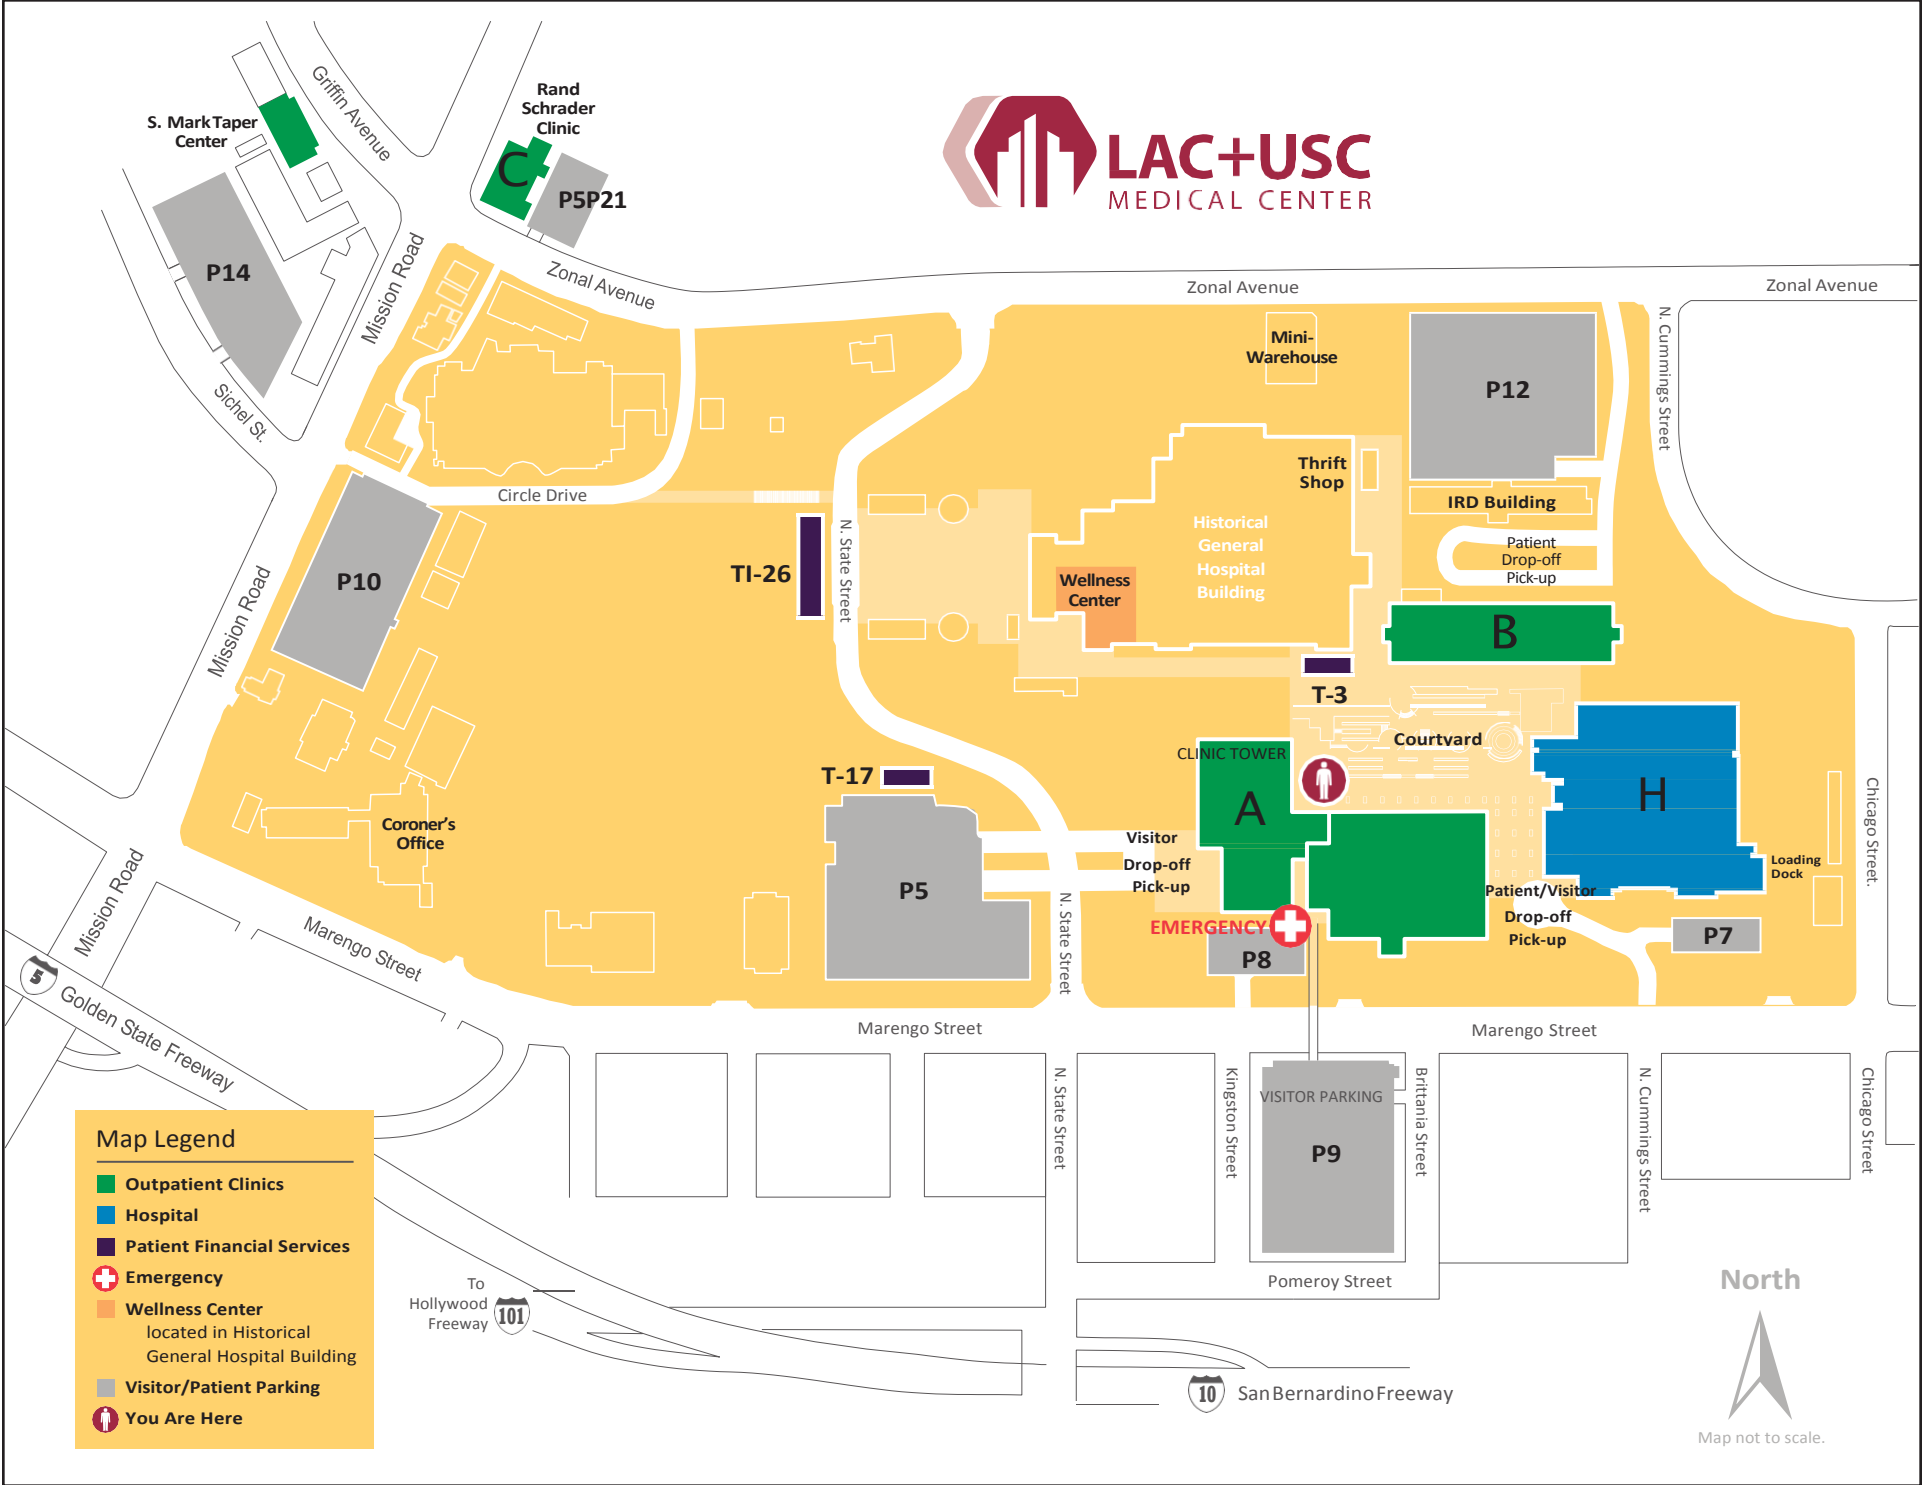 LAC+USC
MEDICAL CENTER
Griffin Avenue
S. Mark Taper
Center
Rand
Schrader
Clinic
C
P5P21
P14
Mission Road
Zonal Avenue
Zonal Avenue
Zonal Avenue
Sichel St.
N. Cummings Street
Mini-
Warehouse
P12
Thrift
Shop
IRD Building
Circle Drive
Patient
Drop-off
Pick-up
Historical
General
Hospital
Building
Wellness
Center
N. State Street
TI-26
P10
Mission Road
B
T-3
Courtyard
CLINIC TOWER
A
H
T-17
Coroner's
Office
P5
Visitor
Drop-off
Pick-up
Loading
Dock
Chicago Street.
Patient/Visitor
Drop-off
Pick-up
EMERGENCY
P8
P7
N. State Street
Mission Road
Marengo Street
5
Golden State Freeway
Marengo Street
Marengo Street
N. State Street
Kingston Street
VISITOR PARKING
P9
Brittania Street
N. Cummings Street
Chicago Street
Pomeroy Street
Map Legend
Outpatient Clinics
Hospital
Patient Financial Services
Emergency
Wellness Center
located in Historical
General Hospital Building
Visitor/Patient Parking
You Are Here
To
Hollywood
Freeway
101
10
San Bernardino Freeway
North
Map not to scale.